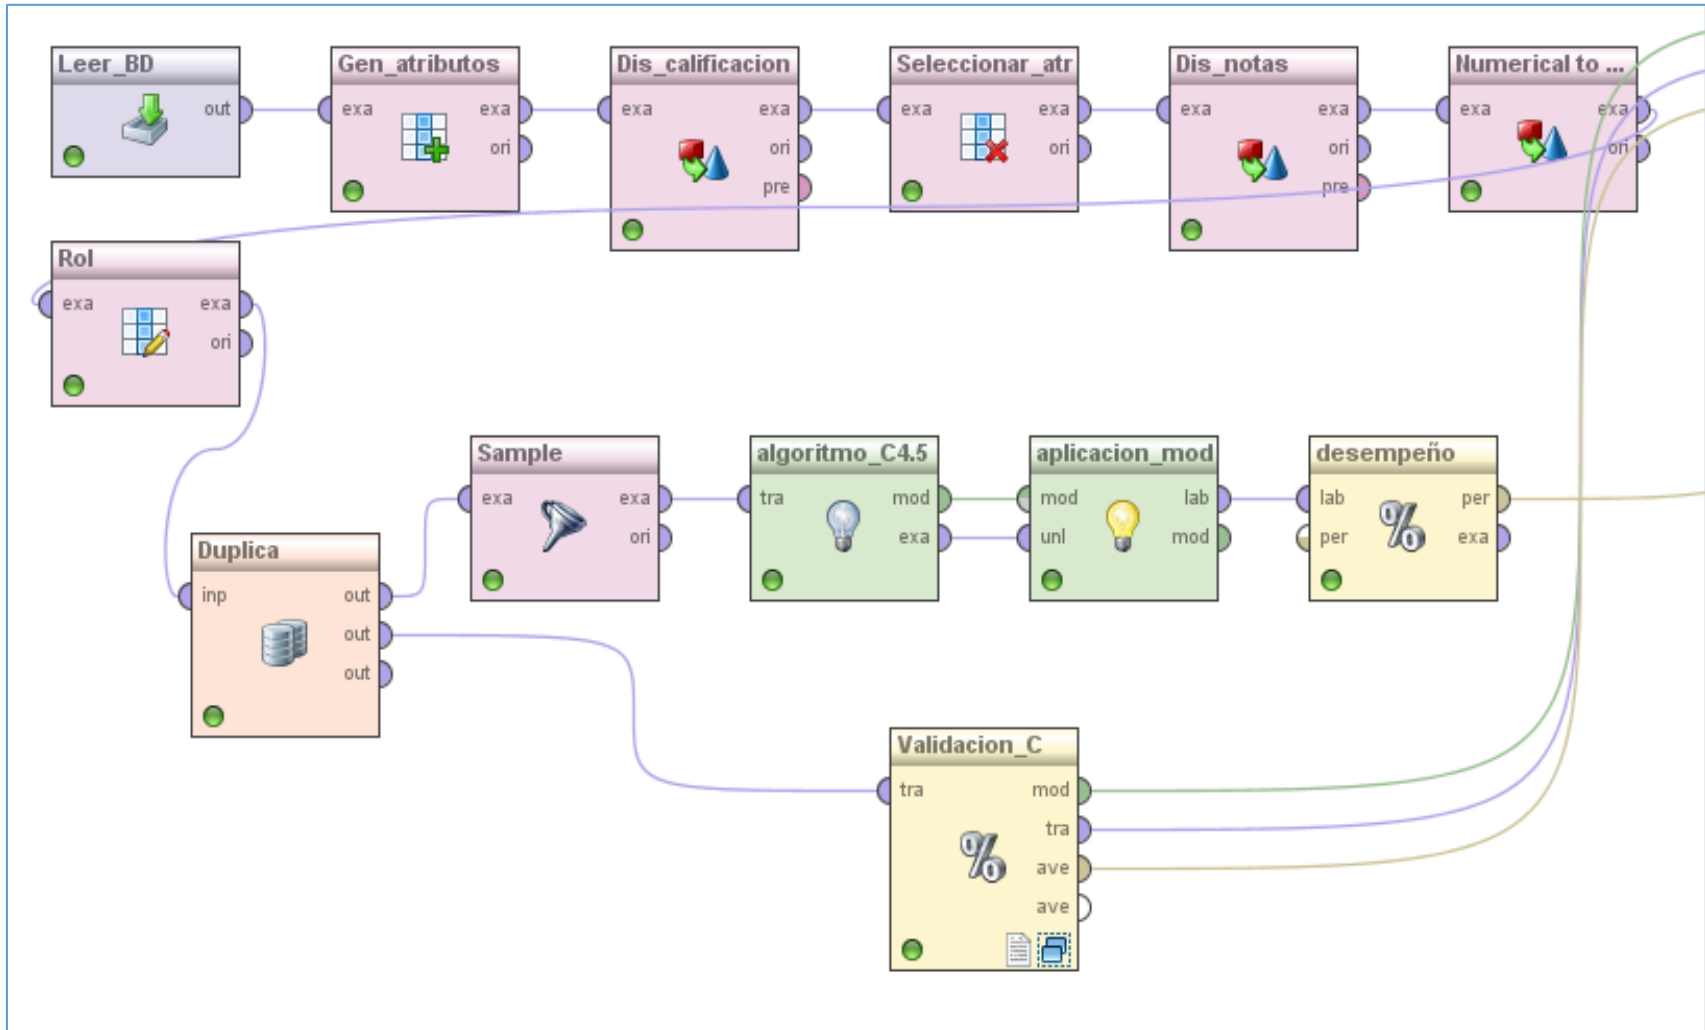 Leer_BD
out
Gen_atributos
exa exa
ori
Dis_calificacion
exa exa
ori
pre
Seleccionar_atr
exa exa
ori
Dis_notas
exa exa
ori
pre
Numerical to ...
exa exa
ori
Rol
exa exa
ori
Sample
exa exa
ori
algoritmo_C4.5
tra mod
exa
aplicacion_mod
mod lab
unl mod
desempeño
lab per
per exa
Duplica
inp out
out
out
Validacion_C
tra mod
tra
ave
ave